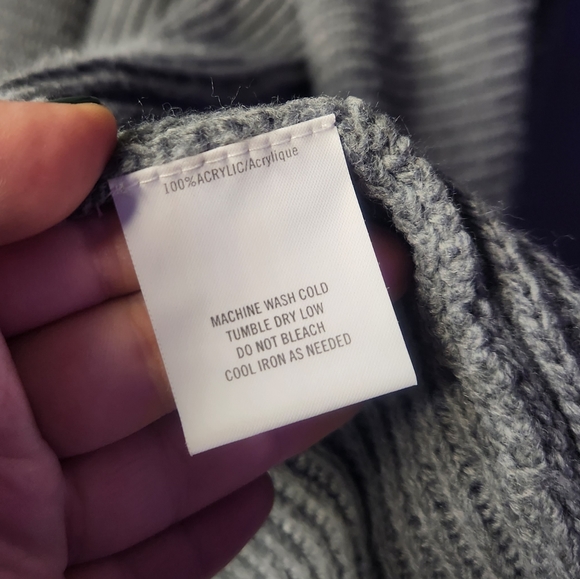 100%ACRYLIC/Acrylique
MACHINE WASH COLD
TUMBLE DRY LOW
DO NOT BLEACH
COOL IRON AS NEEDED